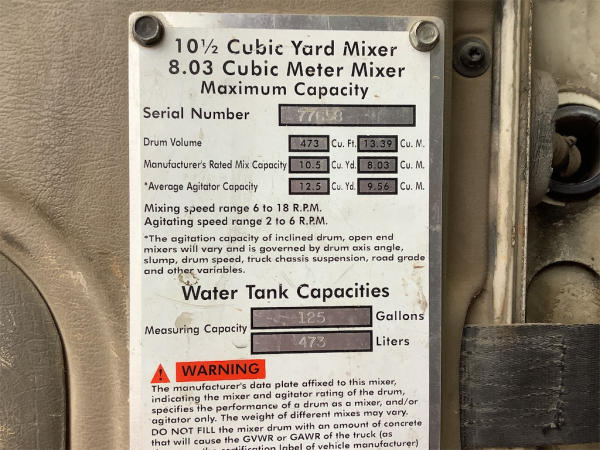 10½ Cubic Yard Mixer
8.03 Cubic Meter Mixer
Maximum Capacity
Serial Number
Drum Volume 473 Cu. Ft. 13.39 Cu. M.
Manufacturer's Rated Mix Capacity 10.5 Cu. Yd. 8.03 Cu. M.
*Average Agitator Capacity 12.5 Cu. Yd. 9.56 Cu. M.
Mixing speed range 6 to 18 R.P.M.
Agitating speed range 2 to 6 R.P.M.
*The agitation capacity of inclined drum, open end
mixers will vary and is governed by drum axis angle,
slump, drum speed, truck chassis suspension, road grade
and other variables.
Water Tank Capacities
Measuring Capacity 125 Gallons
473 Liters
WARNING
The manufacturer's data plate affixed to this mixer,
indicating the mixer and agitator rating of the drum,
specifies the performance of a drum as a mixer, and/or
agitator only. The weight of different mixes may vary.
DO NOT FILL the mixer drum with an amount of concrete
that will cause the GVWR or GAWR of the truck (as
certification label of vehicle manufacturer)